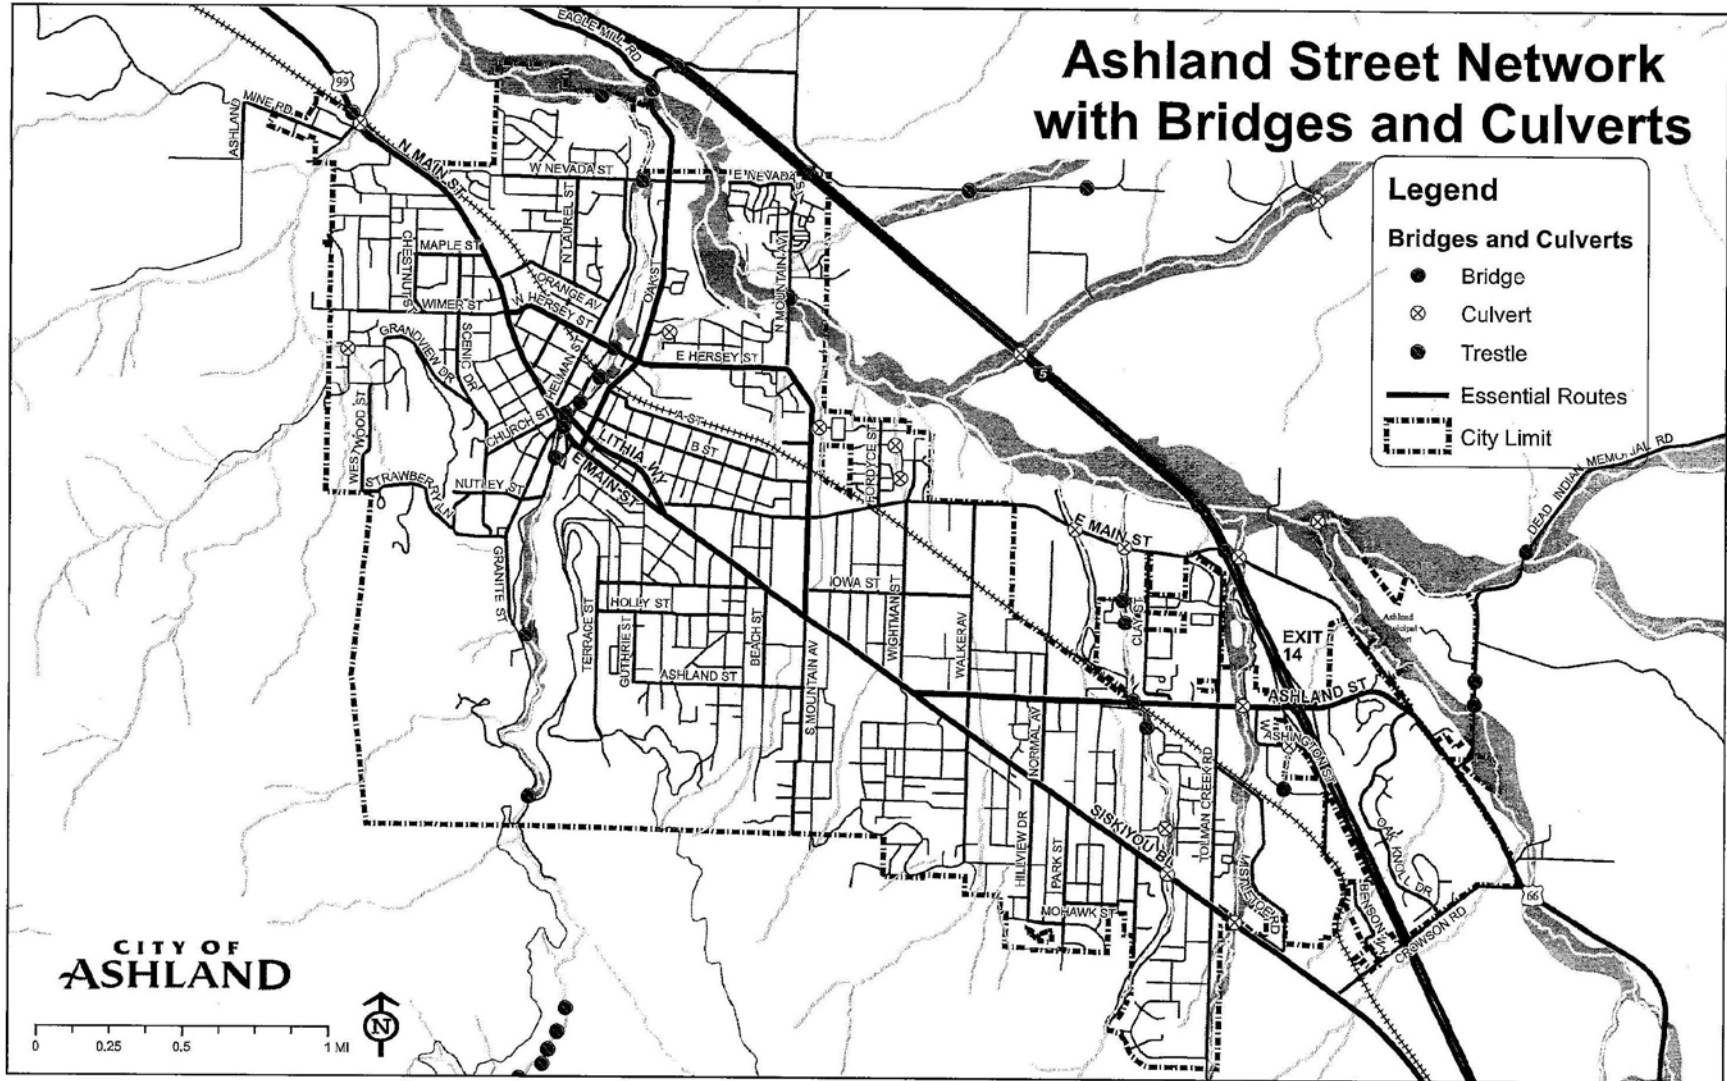 Ashland Street Network
with Bridges and Culverts
Legend
Bridges and Culverts
Bridge
Culvert
Trestle
Essential Routes
City Limit
EAGLE MILL RD
99
MINE RD
ASHLAND
N MAIN ST
W NEVADA ST
E NEVADA ST
N LAUREL ST
CHESTNUT ST
MAPLE ST
ORANGE AV
OAK ST
N MOUNTAIN AV
WIMER ST
W HERSEY ST
GRANDVIEW DR
SCENIC DR
HELMAN ST
E HERSEY ST
5
CHURCH ST
A ST
B ST
LITHIA WY
WESTWOOD ST
FORDYCE ST
DEAD INDIAN MEMORIAL RD
STRAWBERRY LN
NUTLEY ST
E MAIN ST
E MAIN ST
GRANITE ST
IOWA ST
HOLLY ST
TERRACE ST
GUTHRIE ST
BEACH ST
WIGHTMAN ST
WALKER AV
CLAY ST
Ashland
EXIT
14
ASHLAND ST
ASHLAND ST
S MOUNTAIN AV
NORMAL AV
WASHINGTON ST
TOLMAN CREEK RD
SISKIYOU BL
HILLVIEW DR
PARK ST
OAK KNOLL DR
MISTLETOE RD
BENSON WY
66
MOHAWK ST
CROWSON RD
CITY OF
ASHLAND
N
0 0.25 0.5 1 MI